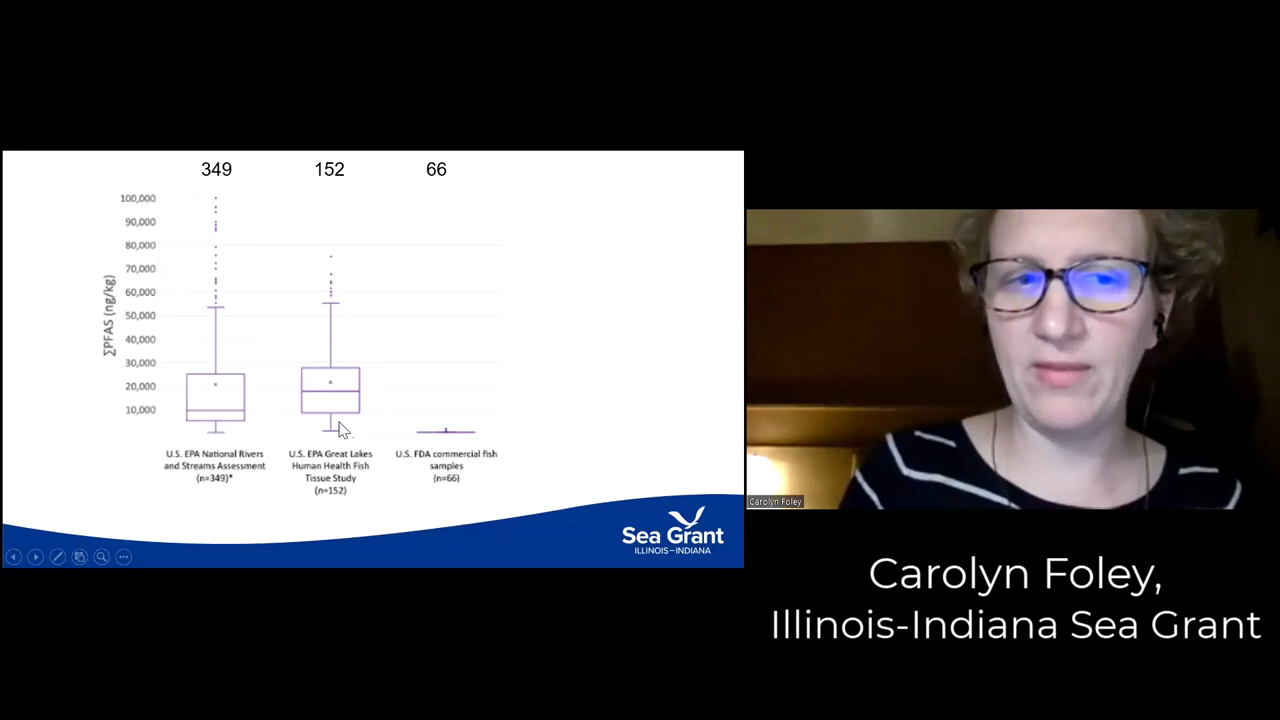 349 152 66
100,000
90,000
80,000
70,000
60,000
50,000
40,000
30,000
20,000
10,000
∑PFAS (ng/kg)
U.S. EPA National Rivers
and Streams Assessment
(n=349)*
U.S. EPA Great Lakes
Human Health Fish
Tissue Study
(n=152)
U.S. FDA commercial fish
samples
(n=66)
Sea Grant
ILLINOIS–INDIANA
Carolyn Foley
Carolyn Foley,
Illinois-Indiana Sea Grant